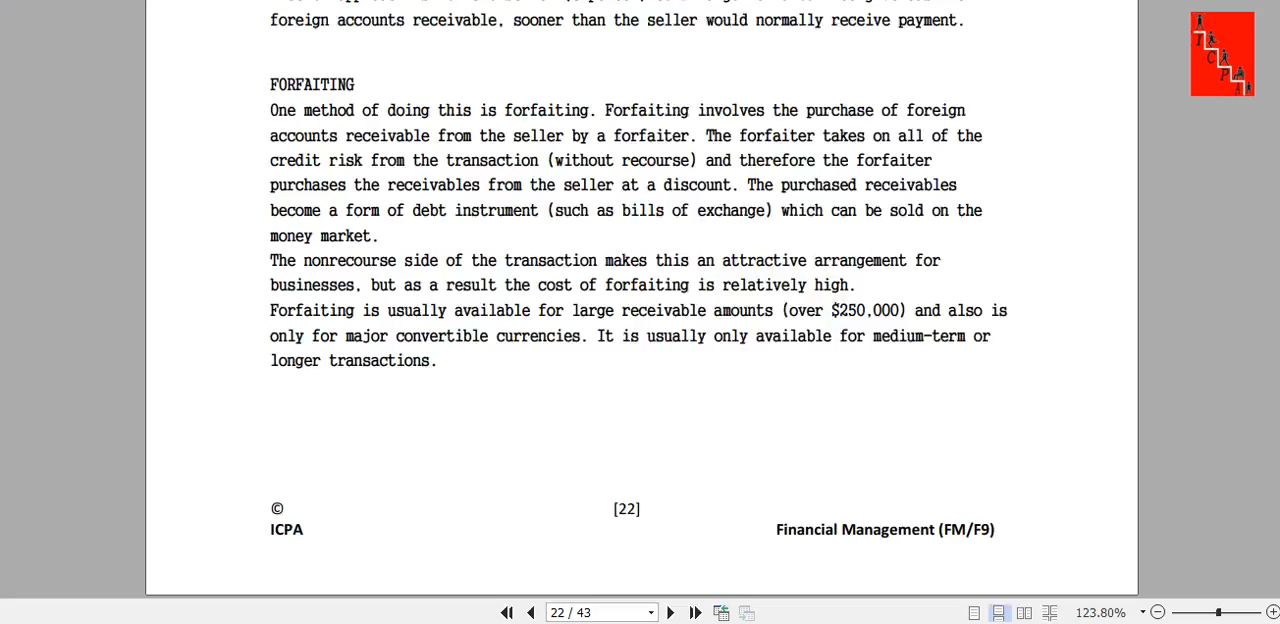 foreign accounts receivable, sooner than the seller would normally receive payment.
FORFAITING
One method of doing this is forfaiting. Forfaiting involves the purchase of foreign
accounts receivable from the seller by a forfaiter. The forfaiter takes on all of the
credit risk from the transaction (without recourse) and therefore the forfaiter
purchases the receivables from the seller at a discount. The purchased receivables
become a form of debt instrument (such as bills of exchange) which can be sold on the
money market.
The nonrecourse side of the transaction makes this an attractive arrangement for
businesses, but as a result the cost of forfaiting is relatively high.
Forfaiting is usually available for large receivable amounts (over $250,000) and also is
only for major convertible currencies. It is usually only available for medium-term or
longer transactions.
©
[22]
ICPA
Financial Management (FM/F9)
I
C
P
A
22 / 43
123.80%